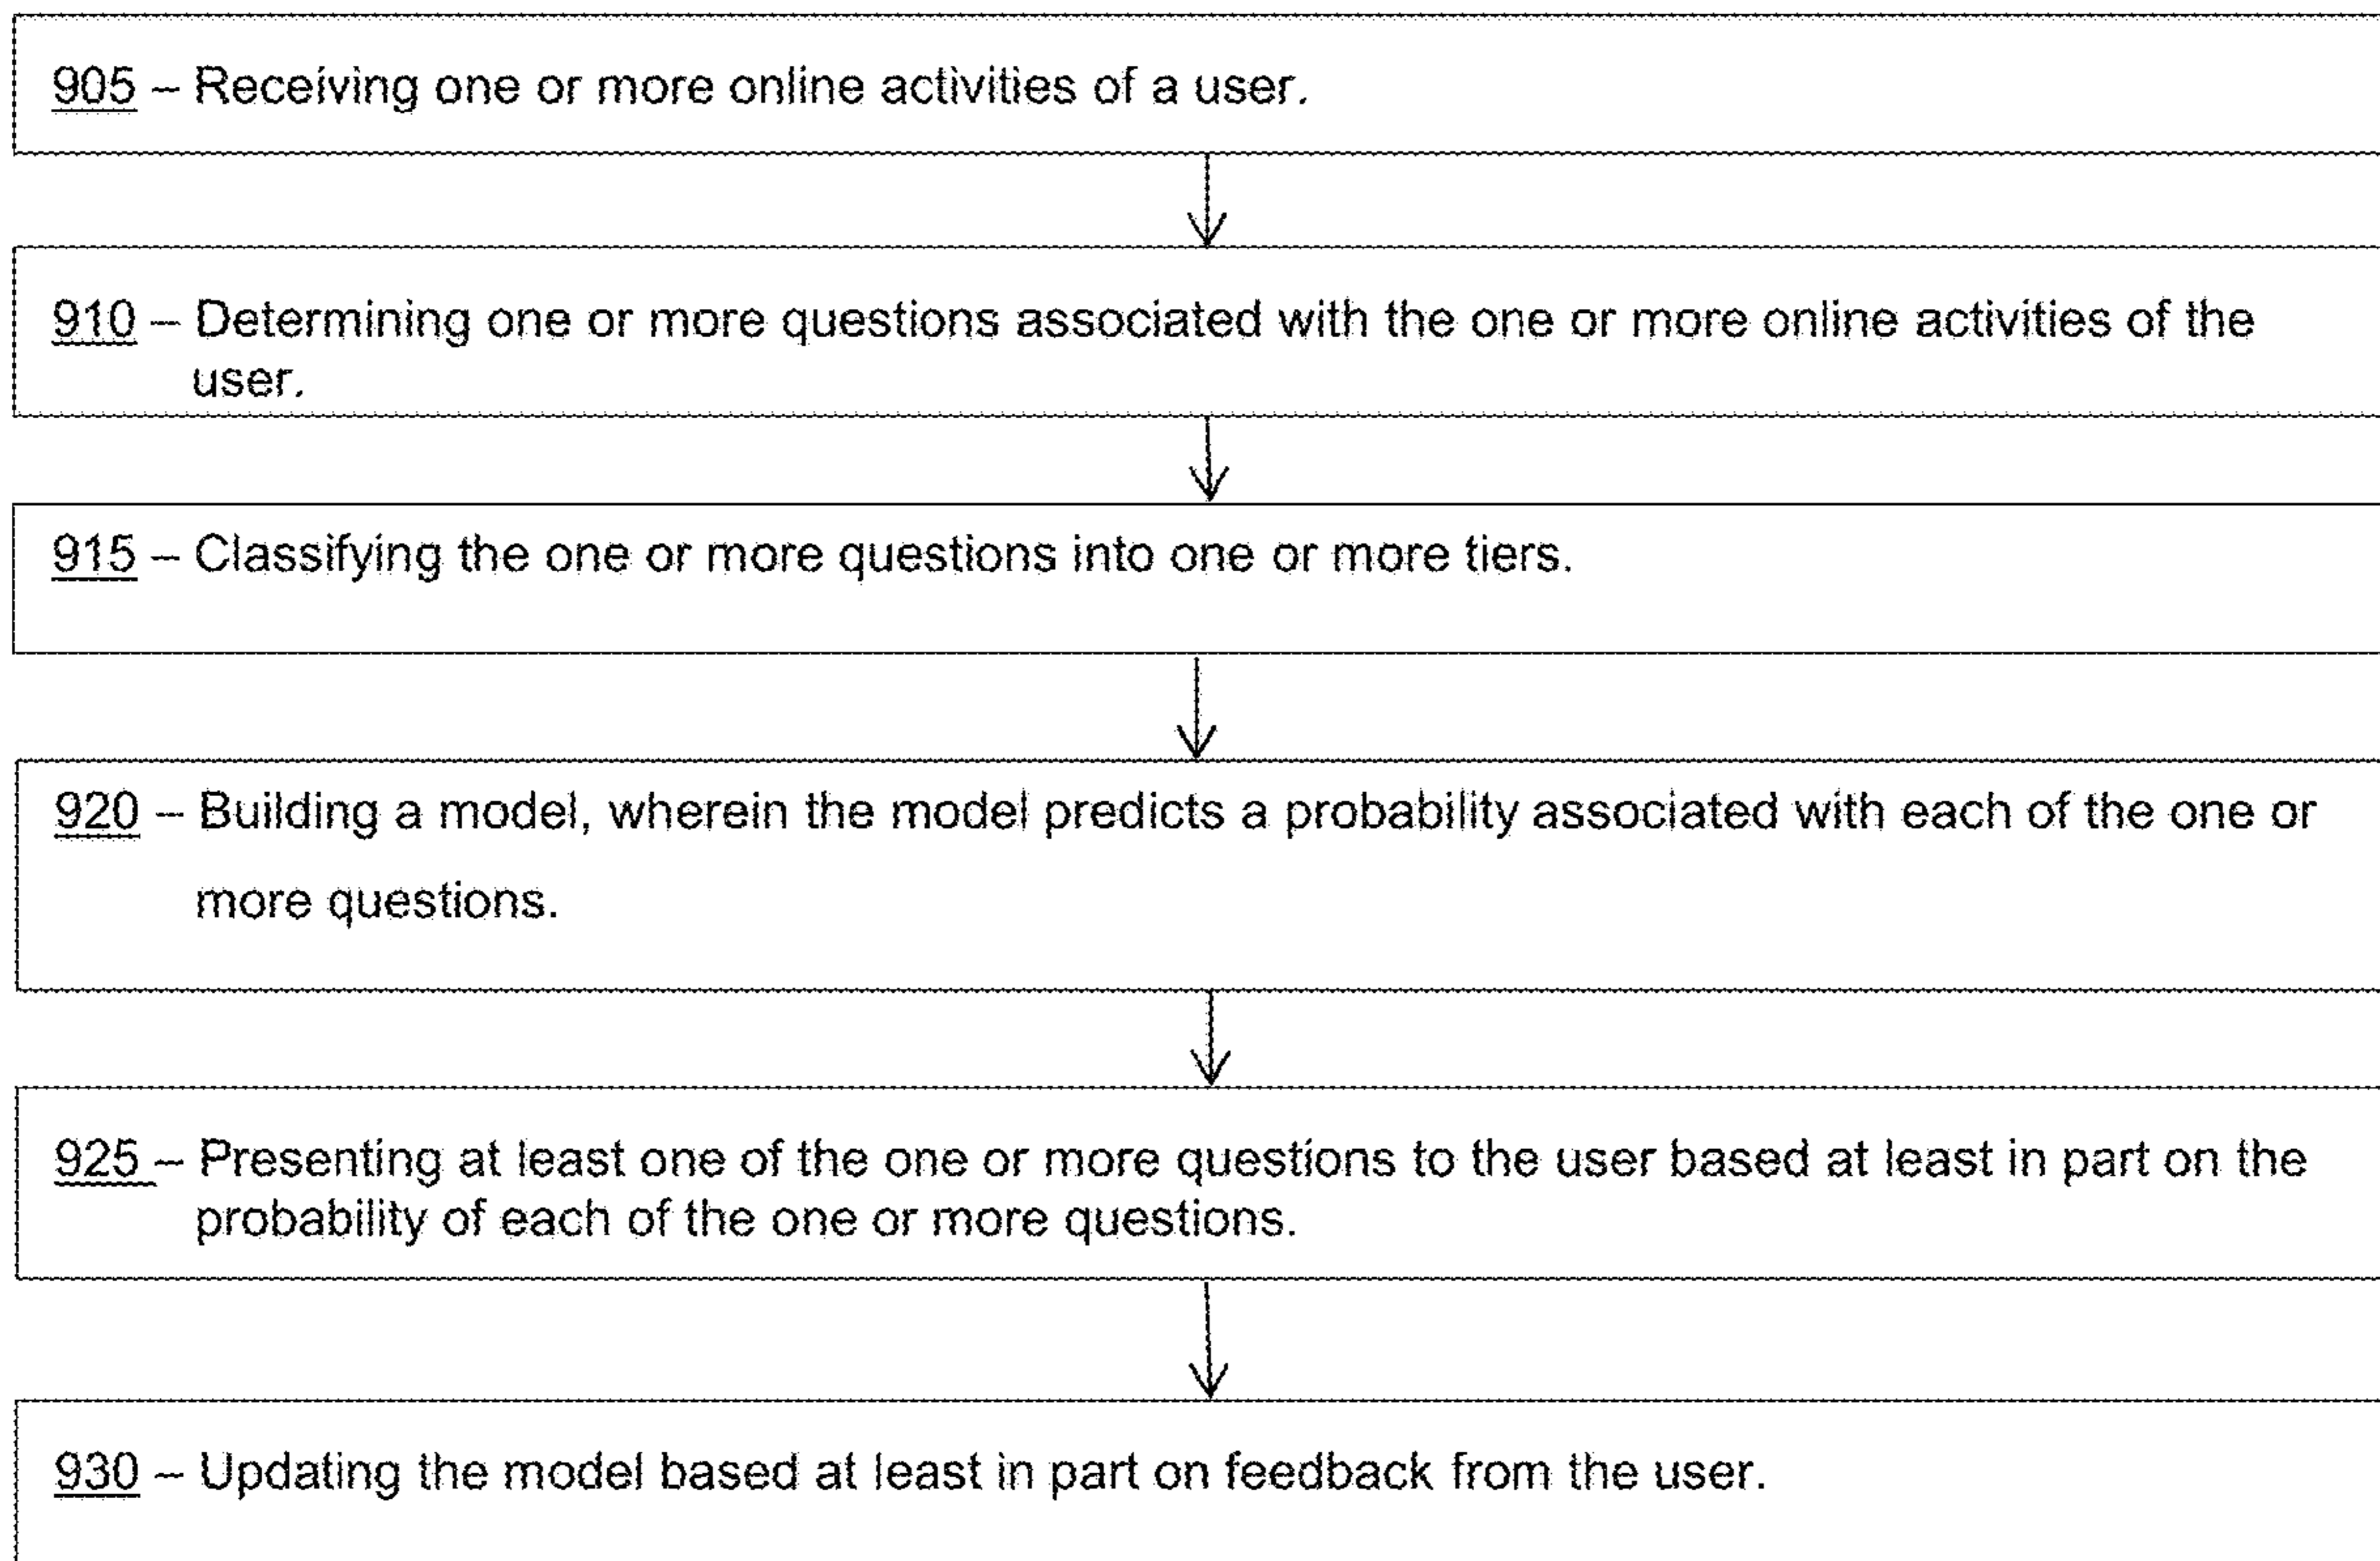 905 – Receiving one or more online activities of a user.
910 – Determining one or more questions associated with the one or more online activities of the
user.
915 – Classifying the one or more questions into one or more tiers.
920 – Building a model, wherein the model predicts a probability associated with each of the one or
more questions.
925 – Presenting at least one of the one or more questions to the user based at least in part on the
probability of each of the one or more questions.
930 – Updating the model based at least in part on feedback from the user.